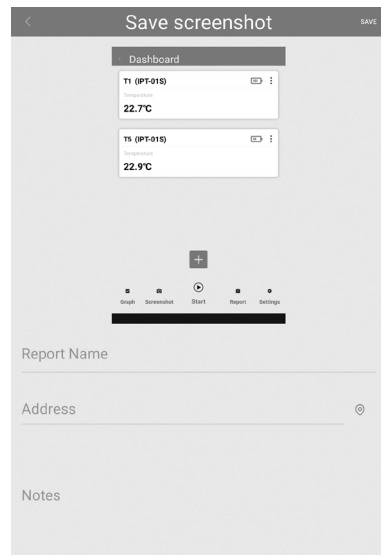 Save screenshot
SAVE
Dashboard
T1 (IPT-01S)
Temperature
22.7℃
T5 (IPT-01S)
Temperature
22.9℃
+
Graph Screenshot Start Report Settings
Report Name
Address
Notes